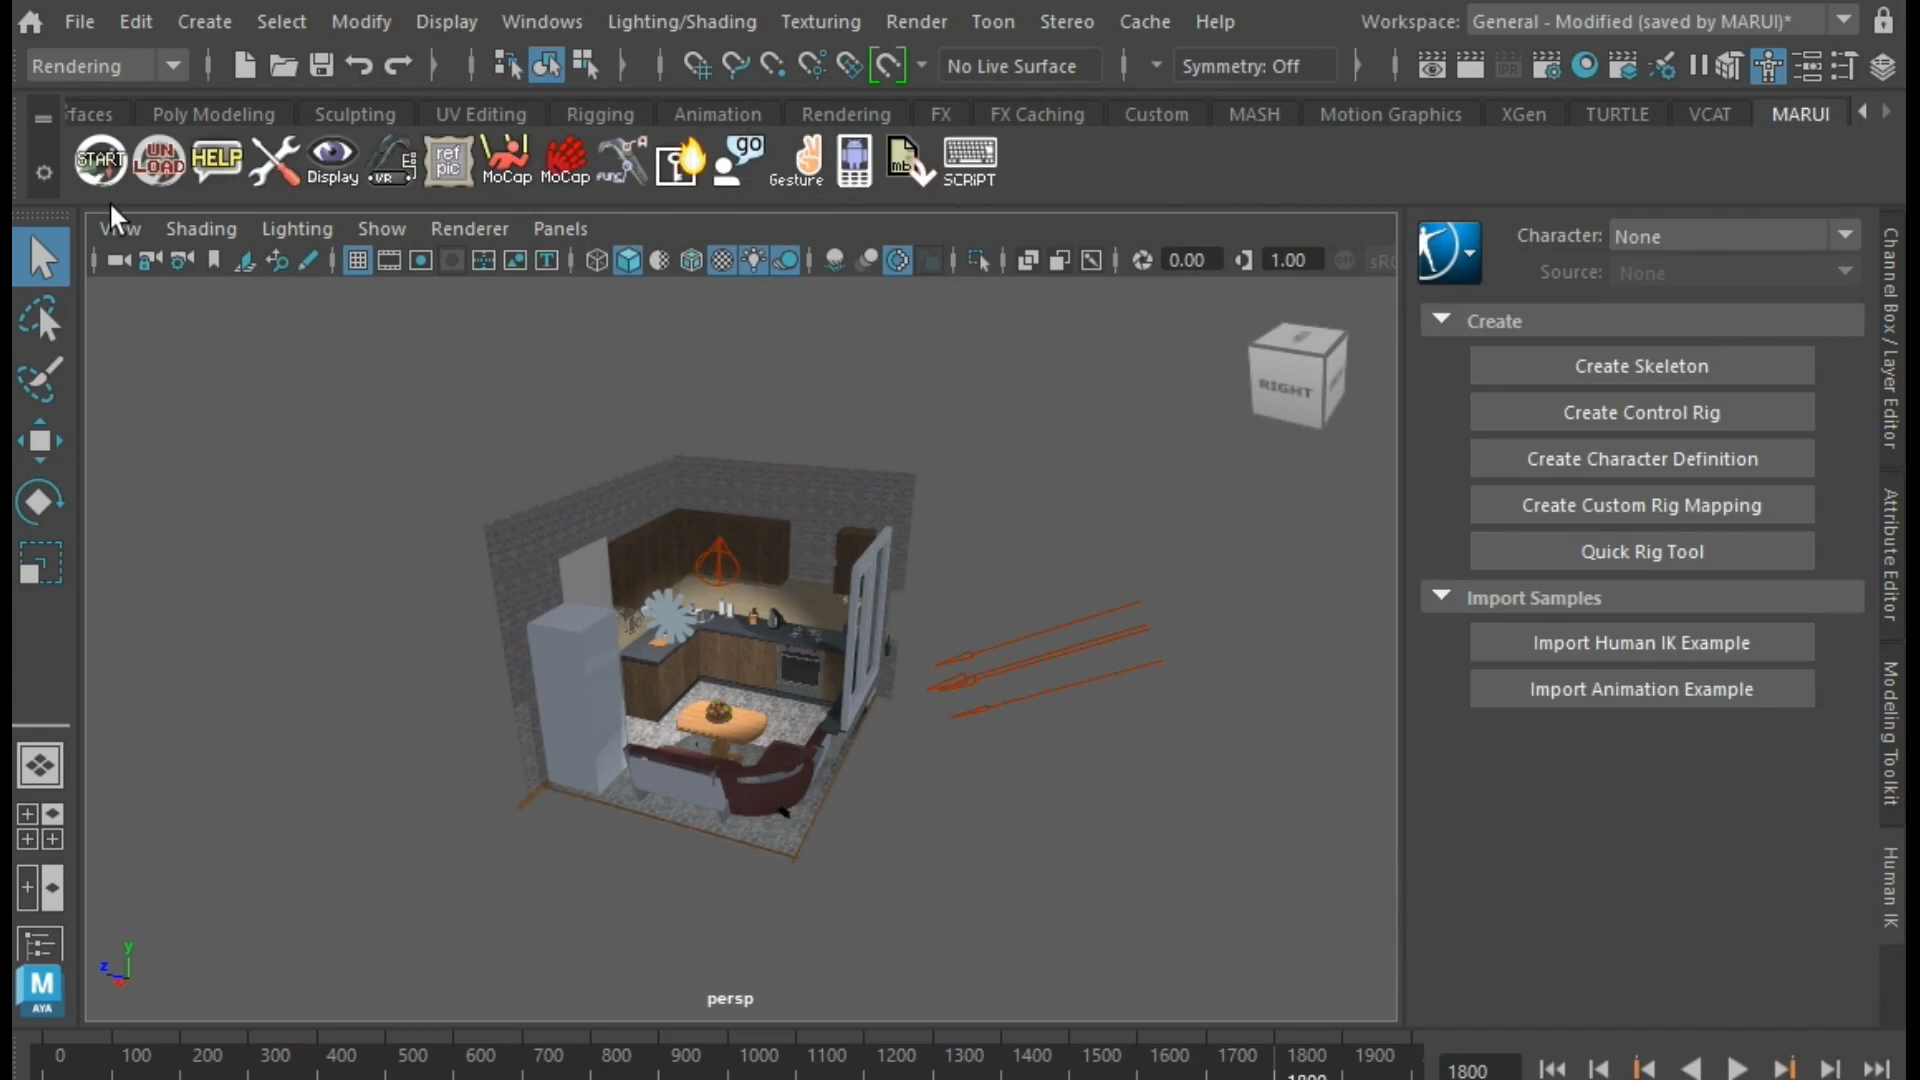 File Edit Create Select Modify Display Windows Lighting/Shading Texturing Render Toon Stereo Cache Help Workspace: General - Modified (saved by MARUI)*
Rendering No Live Surface Symmetry: Off
Poly Modeling Sculpting UV Editing Rigging Animation Rendering FX FX Caching Custom MASH Motion Graphics XGen TURTLE VCAT MARUI
START UN LOAD HELP Display VR ref pic MoCap MoCap func go Gesture mb SCRIPT
View Shading Lighting Show Renderer Panels
0.00 1.00
RIGHT
y
z
persp
Character: None
Source: None
Create
Create Skeleton
Create Control Rig
Create Character Definition
Create Custom Rig Mapping
Quick Rig Tool
Import Samples
Import Human IK Example
Import Animation Example
Channel Box / Layer Editor
Attribute Editor
Modeling Toolkit
Human IK
M
AYA
0 100 200 300 400 500 600 700 800 900 1000 1100 1200 1300 1400 1500 1600 1700 1800 1900
1800 1800